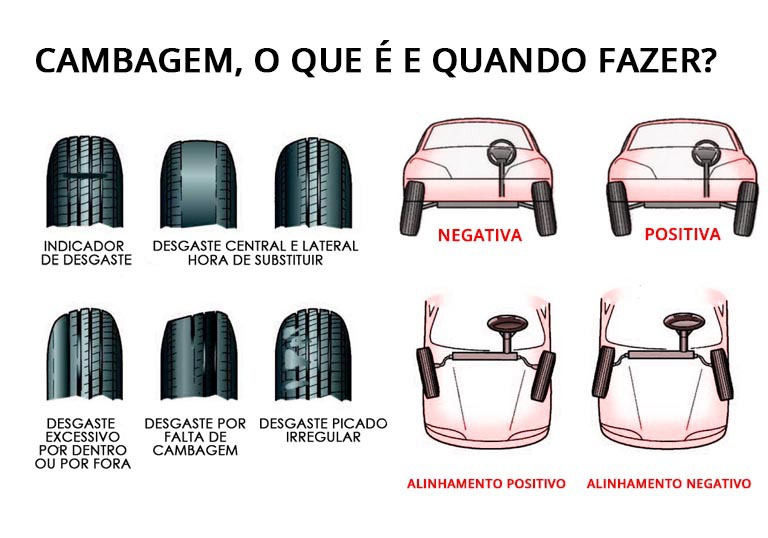 CAMBAGEM, O QUE É E QUANDO FAZER?
INDICADOR
DE DESGASTE
DESGASTE CENTRAL E LATERAL
HORA DE SUBSTITUIR
NEGATIVA
POSITIVA
DESGASTE
EXCESSIVO
POR DENTRO
OU POR FORA
DESGASTE POR
FALTA DE
CAMBAGEM
DESGASTE PICADO
IRREGULAR
ALINHAMENTO POSITIVO
ALINHAMENTO NEGATIVO